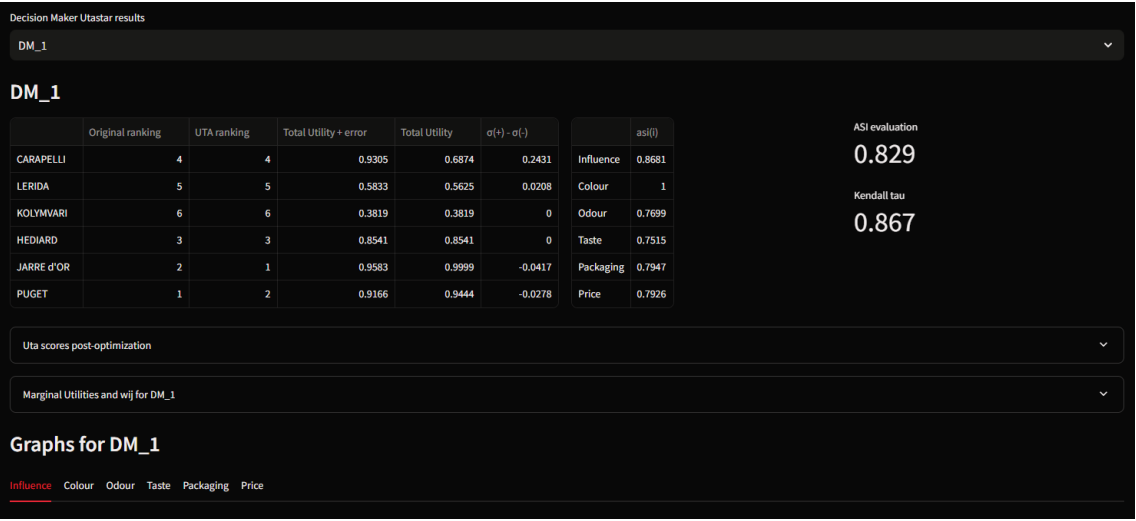 Decision Maker Utastar results
DM_1
DM_1
Original ranking UTA ranking Total Utility + error Total Utility σ(+) - σ(-)
CARAPELLI 4 4 0.9305 0.6874 0.2431
LERIDA 5 5 0.5833 0.5625 0.0208
KOLYMVARI 6 6 0.3819 0.3819 0
HEDIARD 3 3 0.8541 0.8541 0
JARRE d'OR 2 1 0.9583 0.9999 -0.0417
PUGET 1 2 0.9166 0.9444 -0.0278
asi(i)
Influence 0.8681
Colour 1
Odour 0.7699
Taste 0.7515
Packaging 0.7947
Price 0.7926
ASI evaluation
0.829
Kendall tau
0.867
Uta scores post-optimization
Marginal Utilities and wij for DM_1
Graphs for DM_1
Influence Colour Odour Taste Packaging Price